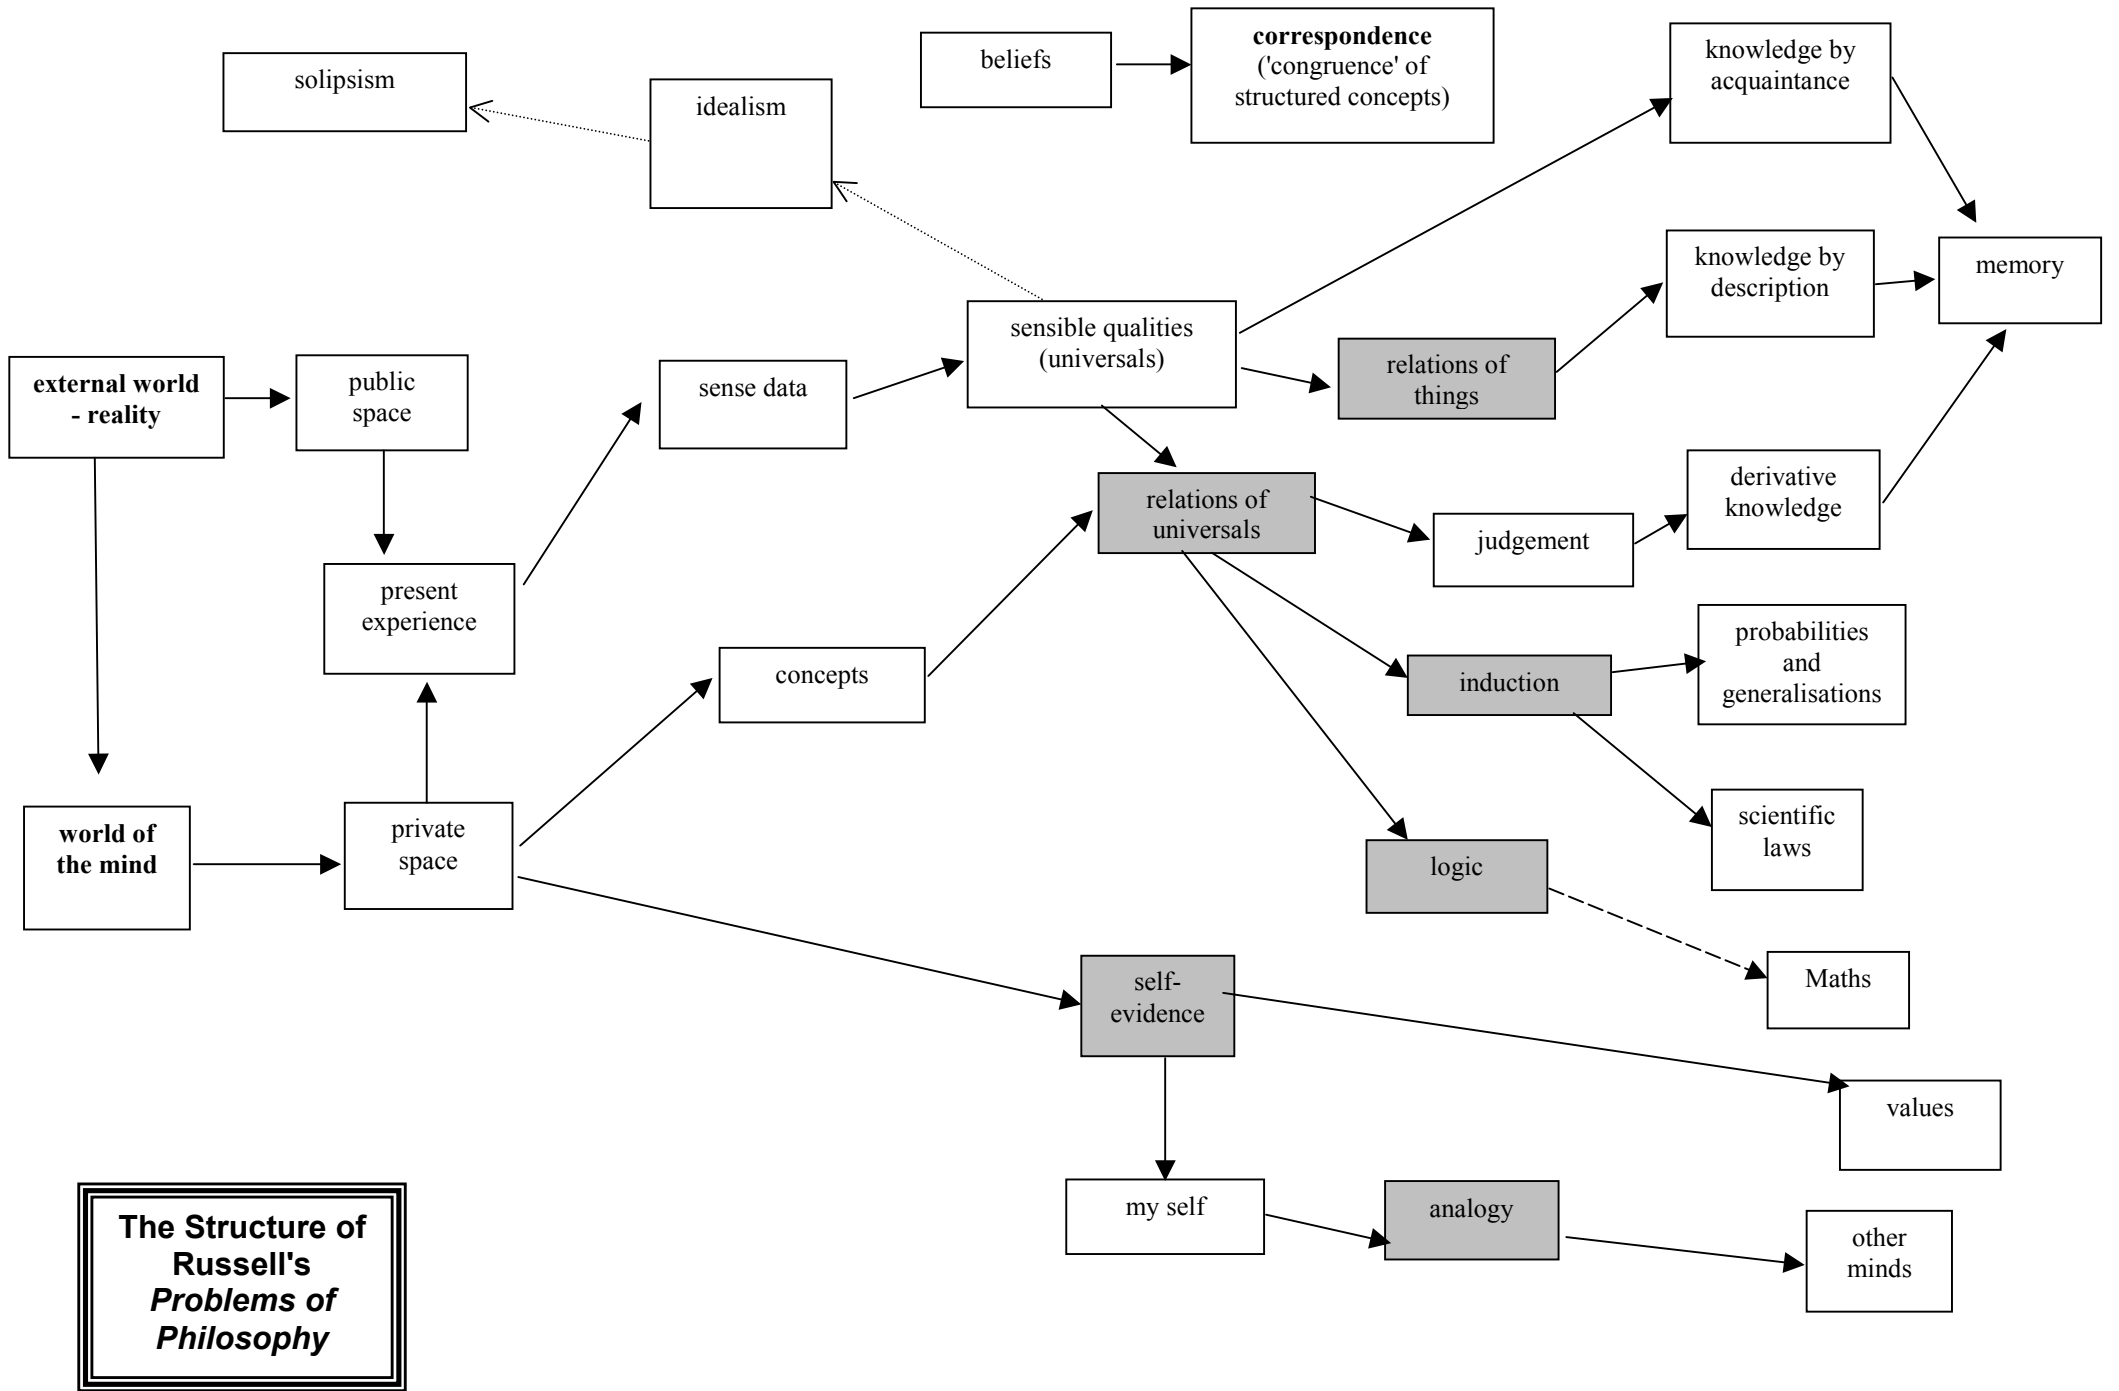 solipsism
idealism
beliefs
correspondence
('congruence' of
structured concepts)
knowledge by
acquaintance
knowledge by
description
memory
external world
- reality
public
space
sense data
sensible qualities
(universals)
relations of
things
relations of
universals
judgement
derivative
knowledge
present
experience
concepts
induction
probabilities
and
generalisations
world of
the mind
private
space
logic
scientific
laws
Maths
self-
evidence
values
my self
analogy
other
minds
The Structure of
Russell's
Problems of
Philosophy